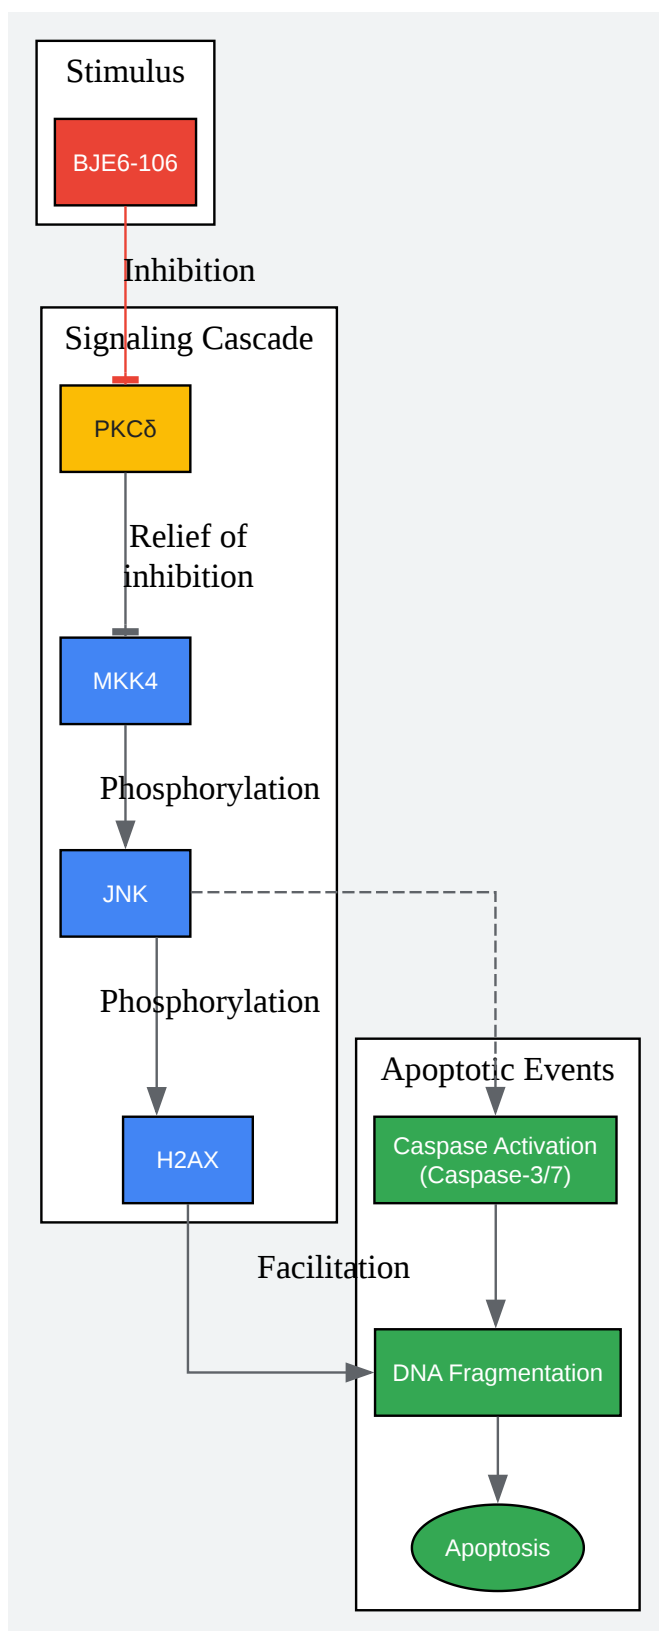 Stimulus
BJE6-106
Inhibition
Signaling Cascade
PKCδ
Relief of
inhibition
MKK4
Phosphorylation
JNK
Phosphorylation
Apoptotic Events
H2AX
Caspase Activation
(Caspase-3/7)
Facilitation
DNA Fragmentation
Apoptosis